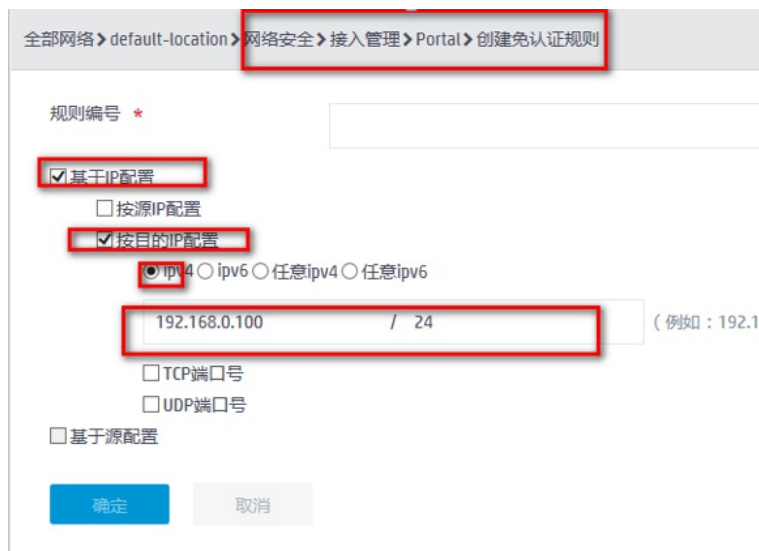 全部网络>default-location>网络安全>接入管理>Portal>创建免认证规则
规则编号 *
基于IP配置
按源IP配置
按目的IP配置
ipv4 ipv6 任意ipv4 任意ipv6
192.168.0.100 / 24 (例如：192.1
TCP端口号
UDP端口号
基于源配置
确定 取消